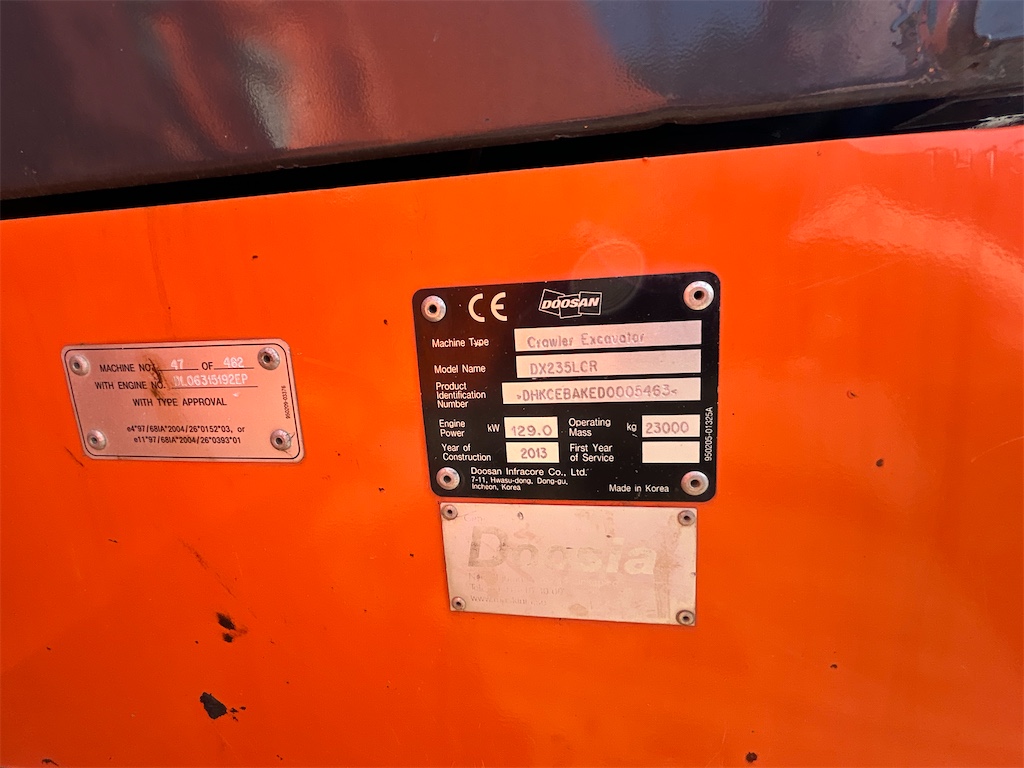 MACHINE NO. 47 OF 482
WITH ENGINE NO. DL06315192EP
WITH TYPE APPROVAL
e4*97/68IA*2004/26*0152*03, or
e11*97/68IA*2004/26*0393*01
950209-03376
CE DOOSAN
Machine Type Crawler Excavator
Model Name DX235LCR
Product Identification Number >DHKCEBAKED0005463<
Engine Power kW 129.0 Operating Mass kg 23000
Year of Construction 2013 First Year of Service
Doosan Infracore Co., Ltd.
7-11, Hwasu-dong, Dong-gu,
Incheon, Korea
Made in Korea
950205-01325A